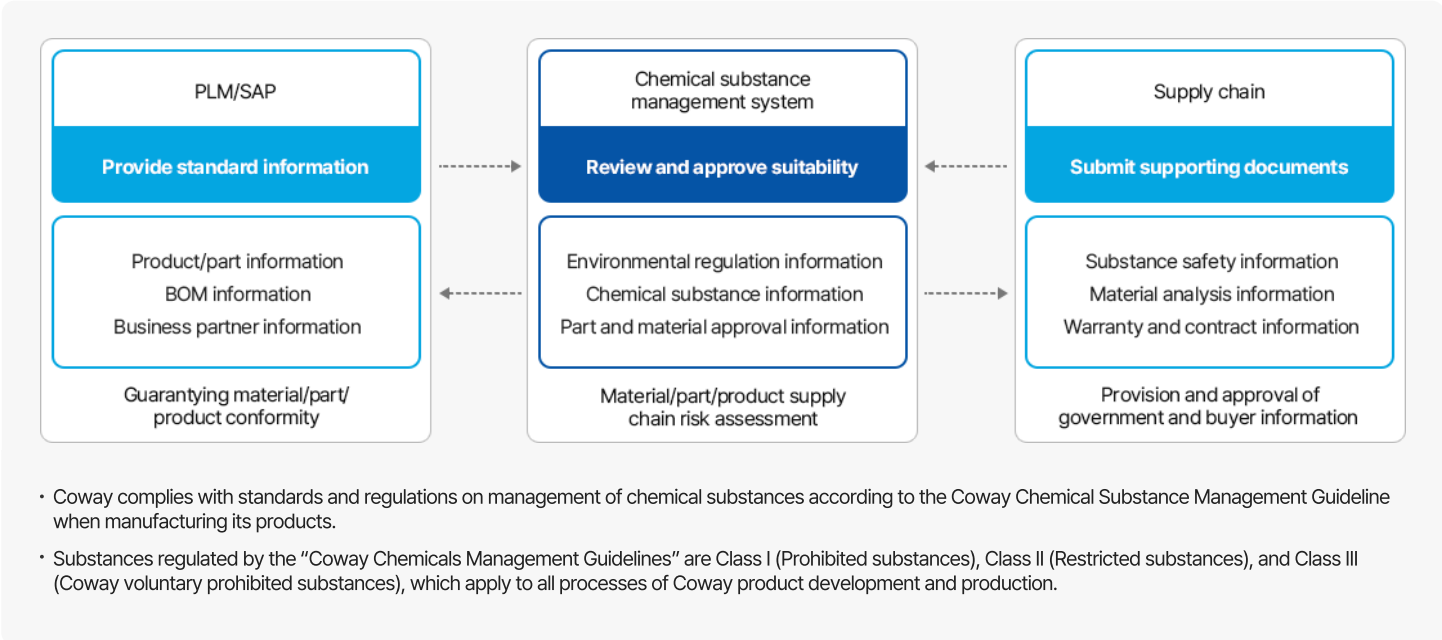 PLM/SAP
Provide standard information
Product/part information
BOM information
Business partner information
Guarantying material/part/
product conformity
Chemical substance
management system
Review and approve suitability
Environmental regulation information
Chemical substance information
Part and material approval information
Material/part/product supply
chain risk assessment
Supply chain
Submit supporting documents
Substance safety information
Material analysis information
Warranty and contract information
Provision and approval of
government and buyer information
· Coway complies with standards and regulations on management of chemical substances according to the Coway Chemical Substance Management Guideline
when manufacturing its products.
· Substances regulated by the “Coway Chemicals Management Guidelines” are Class I (Prohibited substances), Class II (Restricted substances), and Class III
(Coway voluntary prohibited substances), which apply to all processes of Coway product development and production.